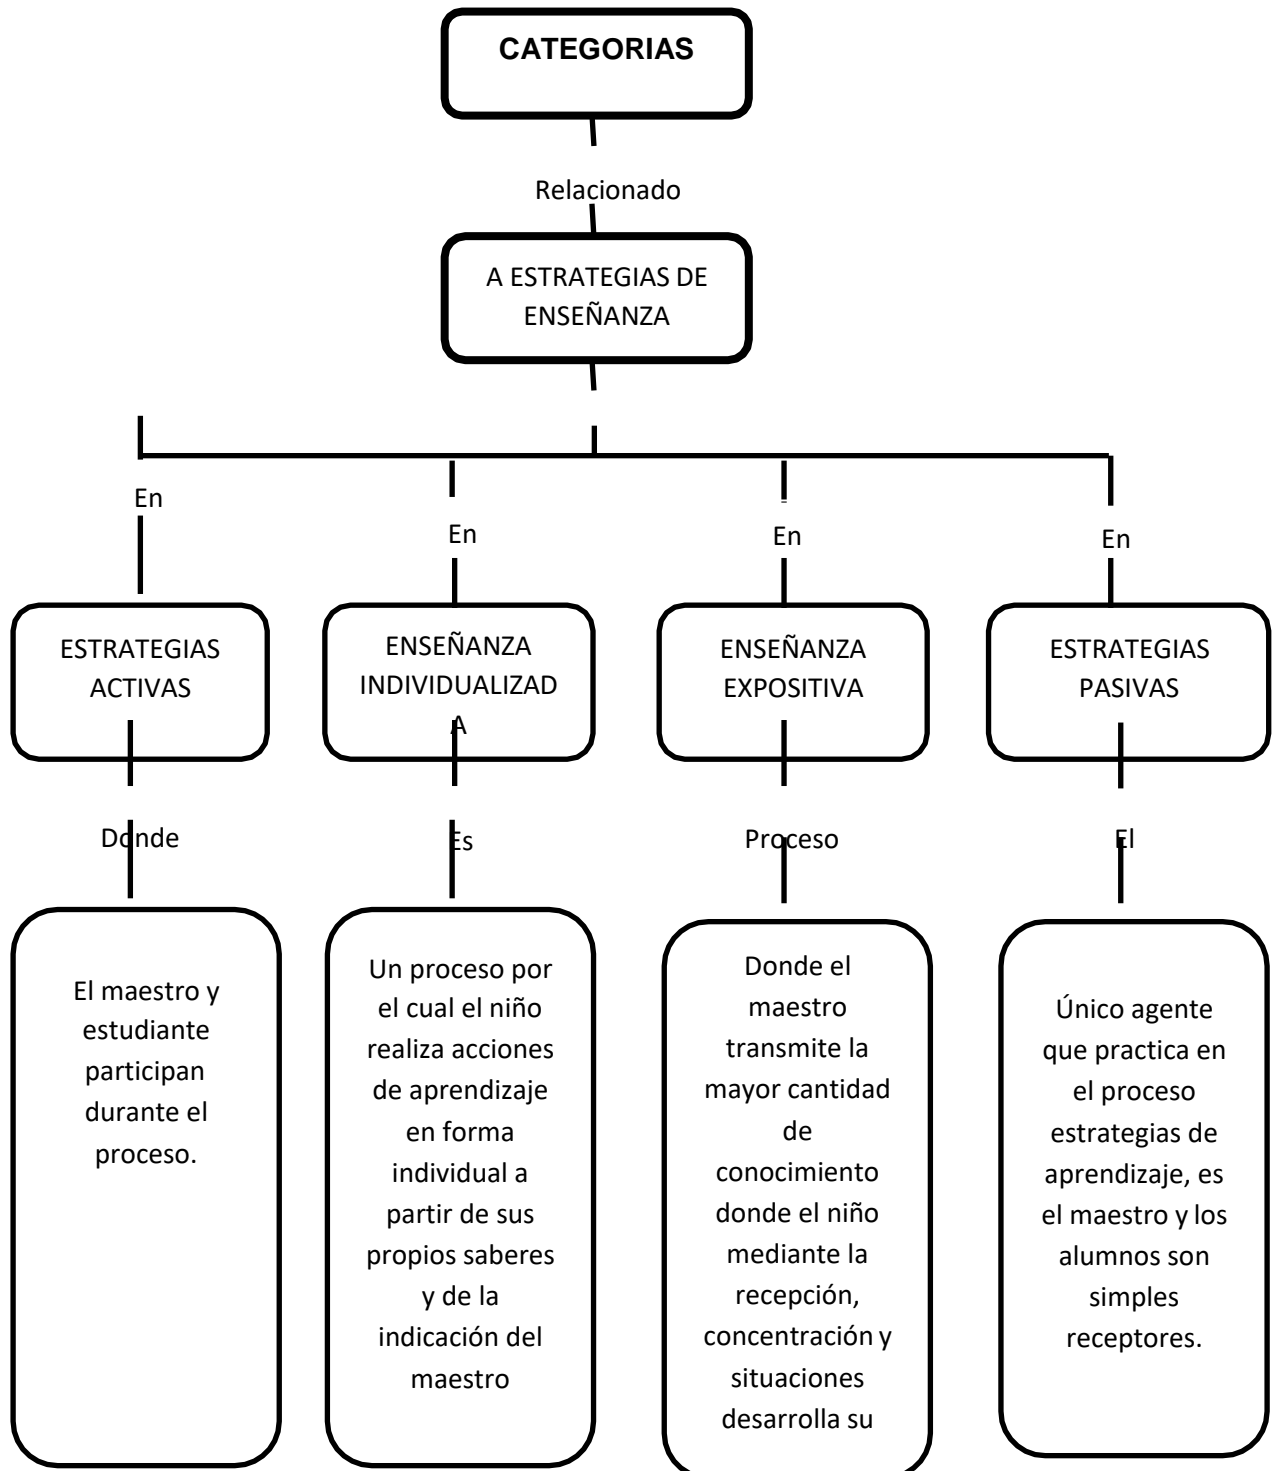 CATEGORIAS
Relacionado
A ESTRATEGIAS DE
ENSEÑANZA
En
En
En
En
ESTRATEGIAS
ACTIVAS
ENSEÑANZA
INDIVIDUALIZAD
A
ENSEÑANZA
EXPOSITIVA
ESTRATEGIAS
PASIVAS
Donde
Es
Proceso
El
El maestro y
estudiante
participan
durante el
proceso.
Un proceso por
el cual el niño
realiza acciones
de aprendizaje
en forma
individual a
partir de sus
propios saberes
y de la
indicación del
maestro
Donde el
maestro
transmite la
mayor cantidad
de
conocimiento
donde el niño
mediante la
recepción,
concentración y
situaciones
desarrolla su
Único agente
que practica en
el proceso
estrategias de
aprendizaje, es
el maestro y los
alumnos son
simples
receptores.